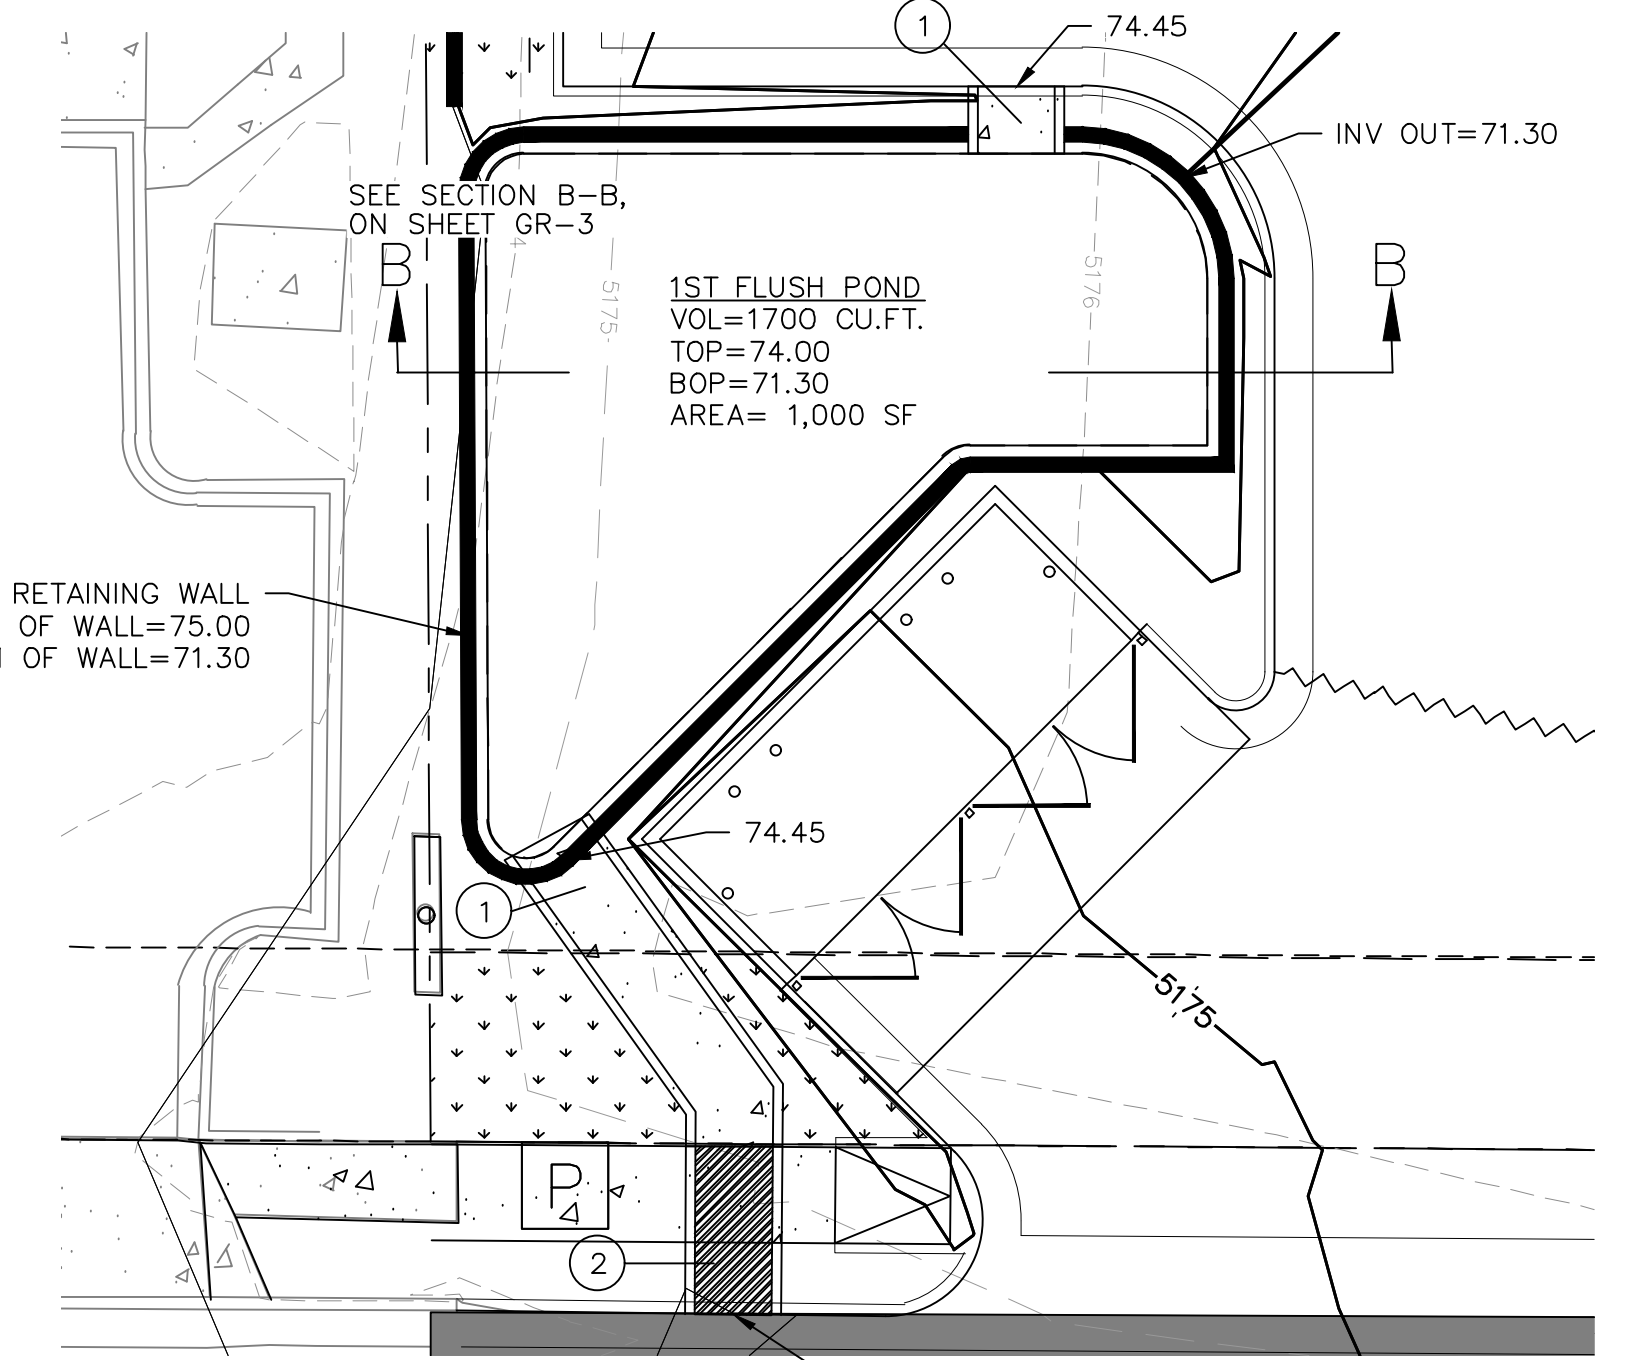 1
74.45
INV OUT=71.30
SEE SECTION B-B,
ON SHEET GR-3
B
B
5175
5176
1ST FLUSH POND
VOL=1700 CU.FT.
TOP=74.00
BOP=71.30
AREA= 1,000 SF
RETAINING WALL
OF WALL=75.00
OF WALL=71.30
74.45
1
5175
P
2